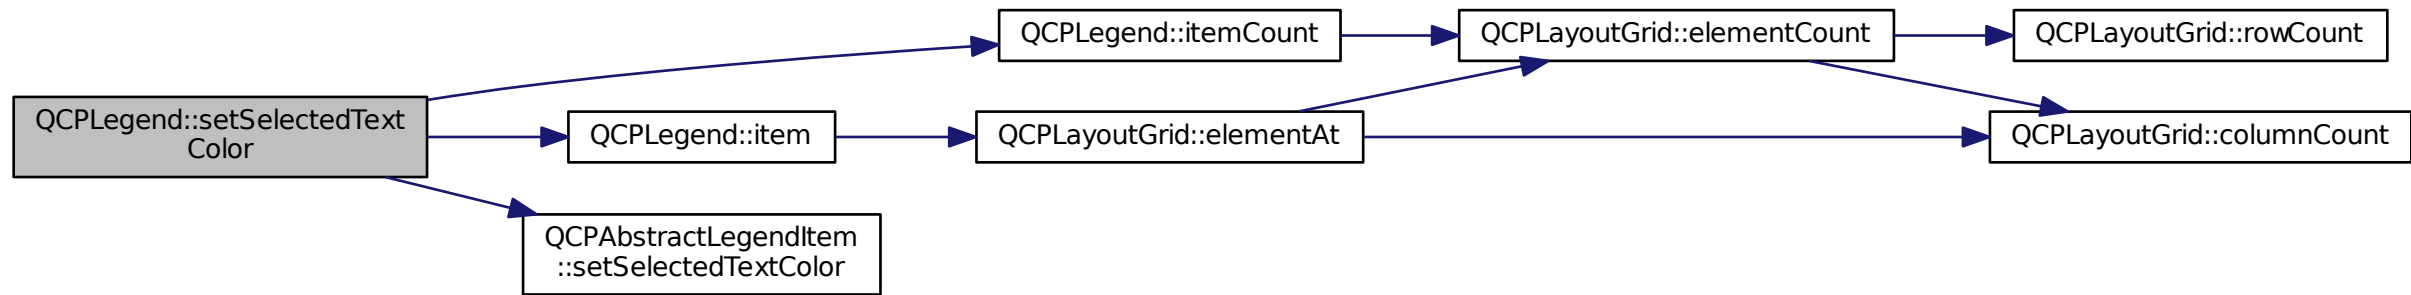 QCPLegend::setSelectedText
Color
QCPLegend::itemCount
QCPLegend::item
QCPAbstractLegendItem
::setSelectedTextColor
QCPLayoutGrid::elementAt
QCPLayoutGrid::elementCount
QCPLayoutGrid::rowCount
QCPLayoutGrid::columnCount